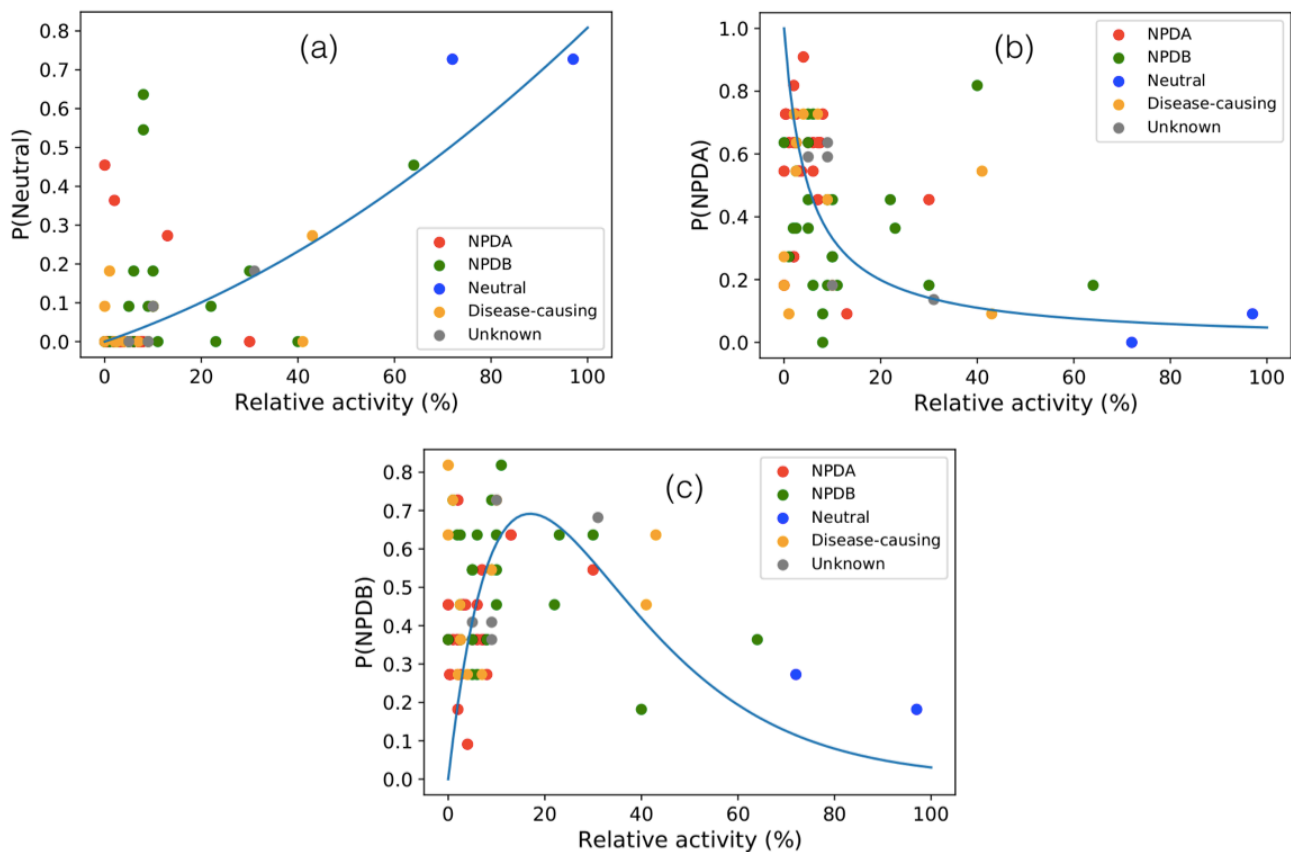 (a)
P(Neutral)
0.8
0.7
0.6
0.5
0.4
0.3
0.2
0.1
0.0
NPDA
NPDB
Neutral
Disease-causing
Unknown
0 20 40 60 80 100
Relative activity (%)
(b)
P(NPDA)
1.0
0.8
0.6
0.4
0.2
0.0
NPDA
NPDB
Neutral
Disease-causing
Unknown
0 20 40 60 80 100
Relative activity (%)
(c)
P(NPDB)
0.8
0.7
0.6
0.5
0.4
0.3
0.2
0.1
0.0
NPDA
NPDB
Neutral
Disease-causing
Unknown
0 20 40 60 80 100
Relative activity (%)